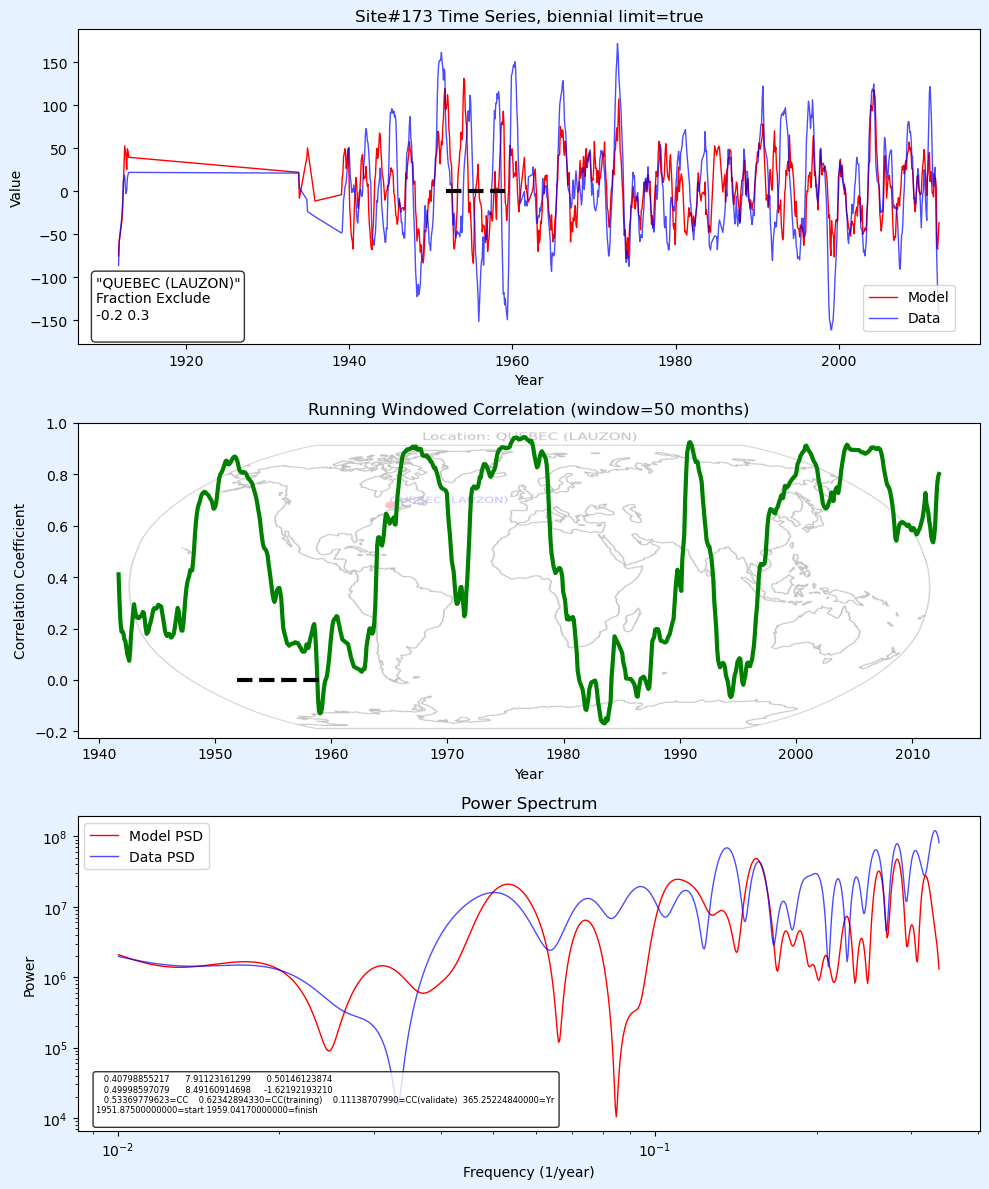 Site#173 Time Series, biennial limit=true
150
100
50
0
−50
−100
−150
Value
"QUEBEC (LAUZON)"
Fraction Exclude
-0.2 0.3
Model
Data
1920
1940
1960
1980
2000
Year
Running Windowed Correlation (window=50 months)
Location: QUEBEC (LAUZON)
QUEBEC (LAUZON)
1.0
0.8
0.6
0.4
0.2
0.0
−0.2
Correlation Coefficient
1940
1950
1960
1970
1980
1990
2000
2010
Year
Power Spectrum
Model PSD
Data PSD
10⁸
10⁷
10⁶
10⁵
10⁴
Power
0.40798855217 7.91123161299 0.50146123874
0.49998597079 8.49160914698 -1.62192193210
0.53369779623=CC 0.62342894330=CC(training) 0.11138707990=CC(validate) 365.25224840000=Yr
1951.87500000000=start 1959.04170000000=finish
10⁻²
10⁻¹
Frequency (1/year)